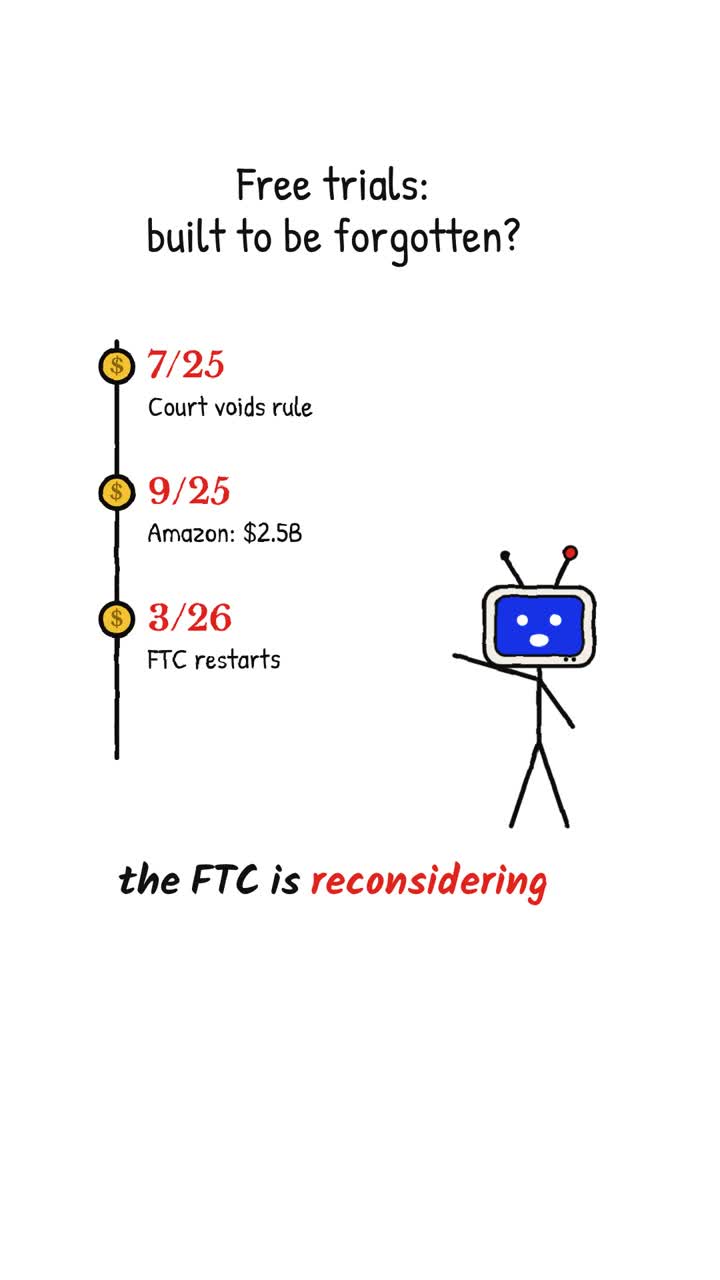 Free trials:
built to be forgotten?
$ 7/25
Court voids rule
$ 9/25
Amazon: $2.5B
$ 3/26
FTC restarts
the FTC is reconsidering